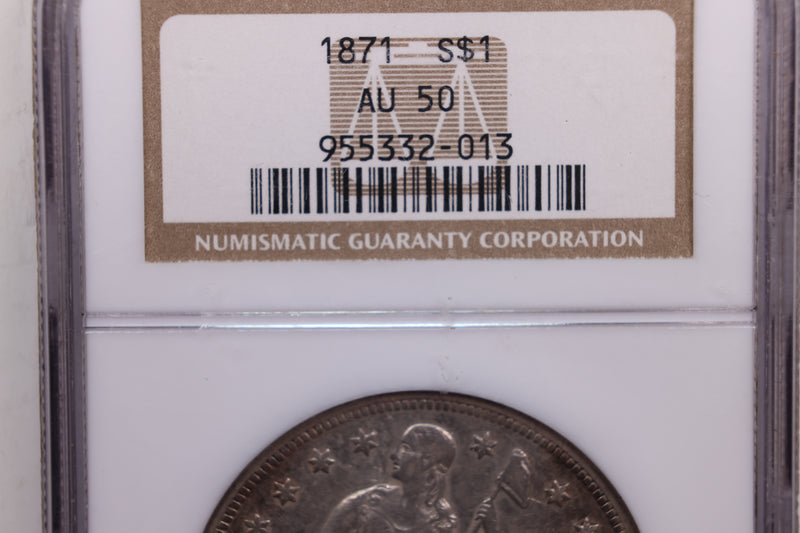 1871 S$1
AU 50
955332-013
NUMISMATIC GUARANTY CORPORATION